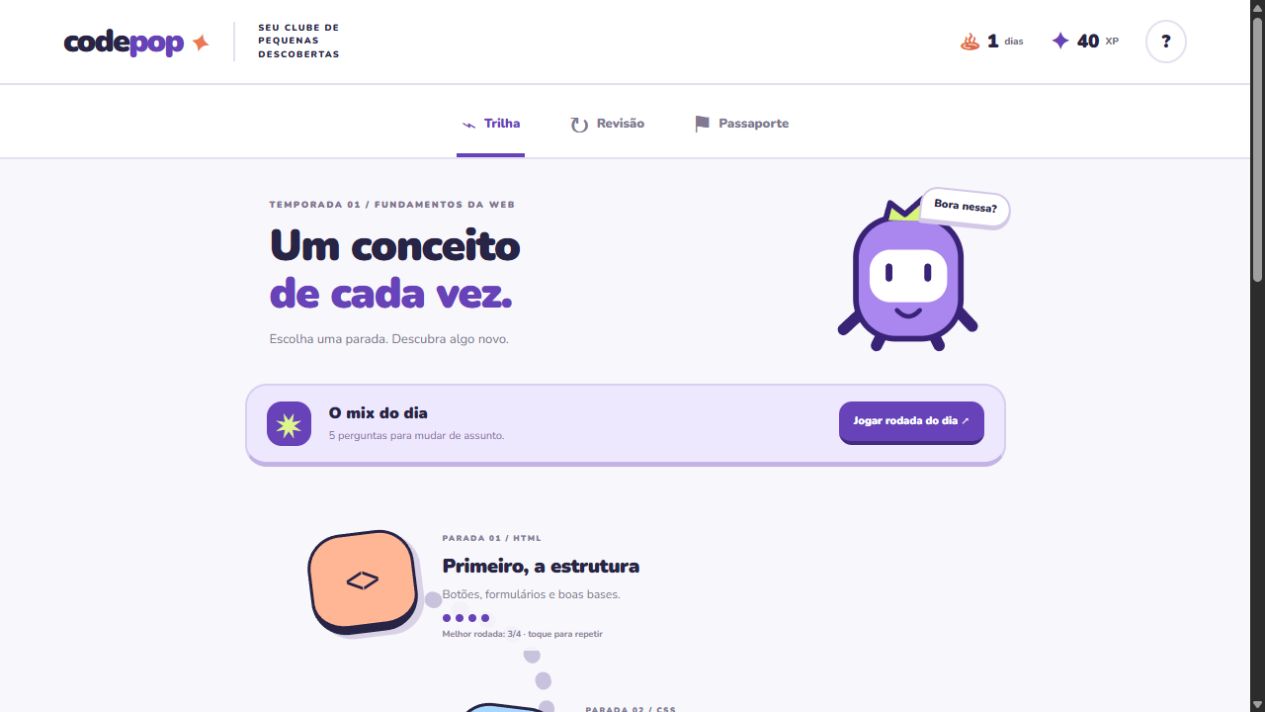 codepop
SEU CLUBE DE
PEQUENAS
DESCOBERTAS
1 dias
40 XP
?
Trilha
Revisão
Passaporte
TEMPORADA 01 / FUNDAMENTOS DA WEB
Um conceito
de cada vez.
Escolha uma parada. Descubra algo novo.
Bora nessa?
O mix do dia
5 perguntas para mudar de assunto.
Jogar rodada do dia ↗
PARADA 01 / HTML
<>
Primeiro, a estrutura
Botões, formulários e boas bases.
Melhor rodada: 3/4 · toque para repetir
PARADA 02 / CSS